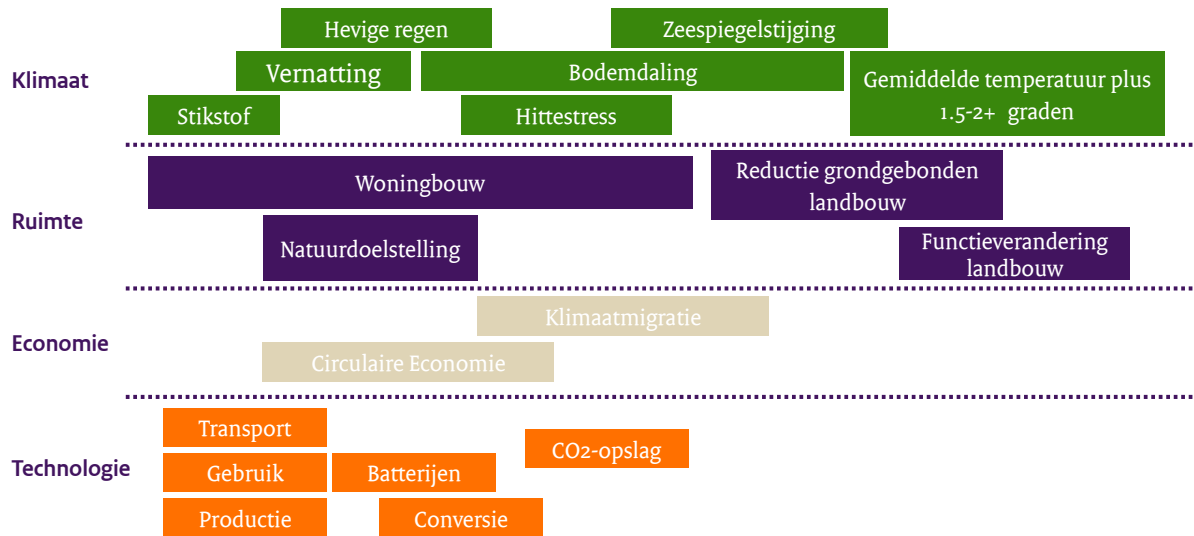 Klimaat
Hevige regen
Zeespiegelstijging
Vernatting
Bodemdaling
Gemiddelde temperatuur plus
1.5-2+ graden
Stikstof
Hittestress
Ruimte
Woningbouw
Reductie grondgebonden
landbouw
Natuurdoelstelling
Functieverandering
landbouw
Economie
Klimaatmigratie
Circulaire Economie
Technologie
Transport
CO2-opslag
Gebruik
Batterijen
Productie
Conversie